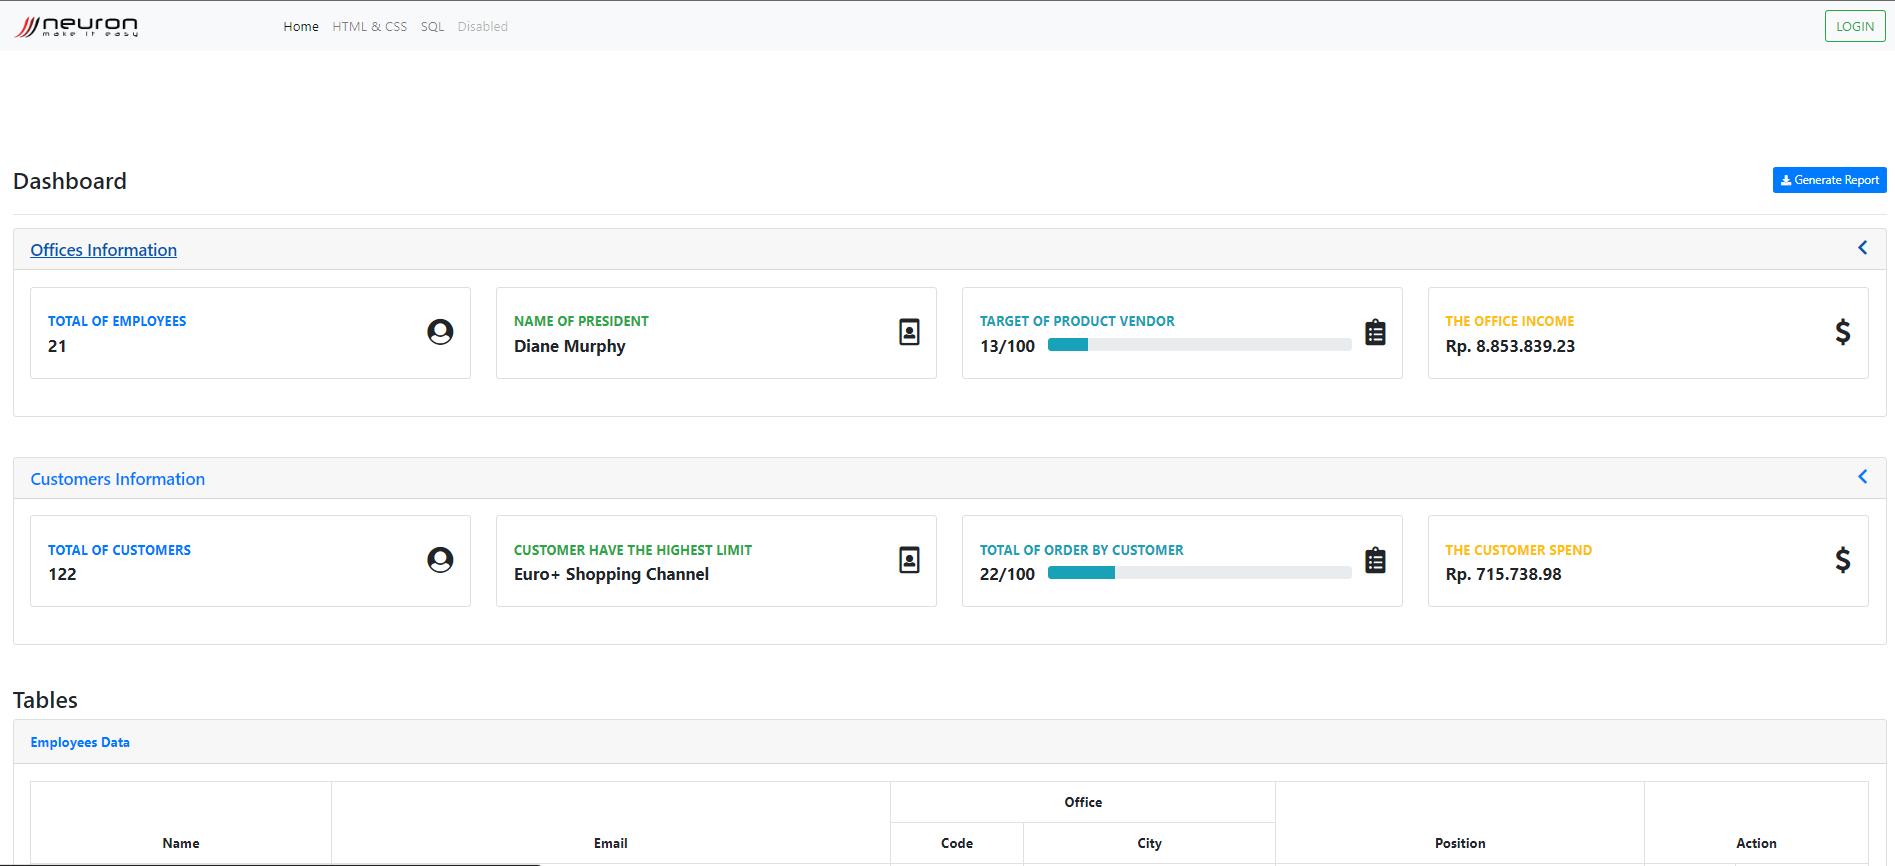 neuron
make it easy
Home HTML & CSS SQL Disabled
LOGIN
Dashboard
Generate Report
Offices Information
TOTAL OF EMPLOYEES
21
NAME OF PRESIDENT
Diane Murphy
TARGET OF PRODUCT VENDOR
13/100
THE OFFICE INCOME
Rp. 8.853.839.23
Customers Information
TOTAL OF CUSTOMERS
122
CUSTOMER HAVE THE HIGHEST LIMIT
Euro+ Shopping Channel
TOTAL OF ORDER BY CUSTOMER
22/100
THE CUSTOMER SPEND
Rp. 715.738.98
Tables
Employees Data
Office
Name Email Code City Position Action